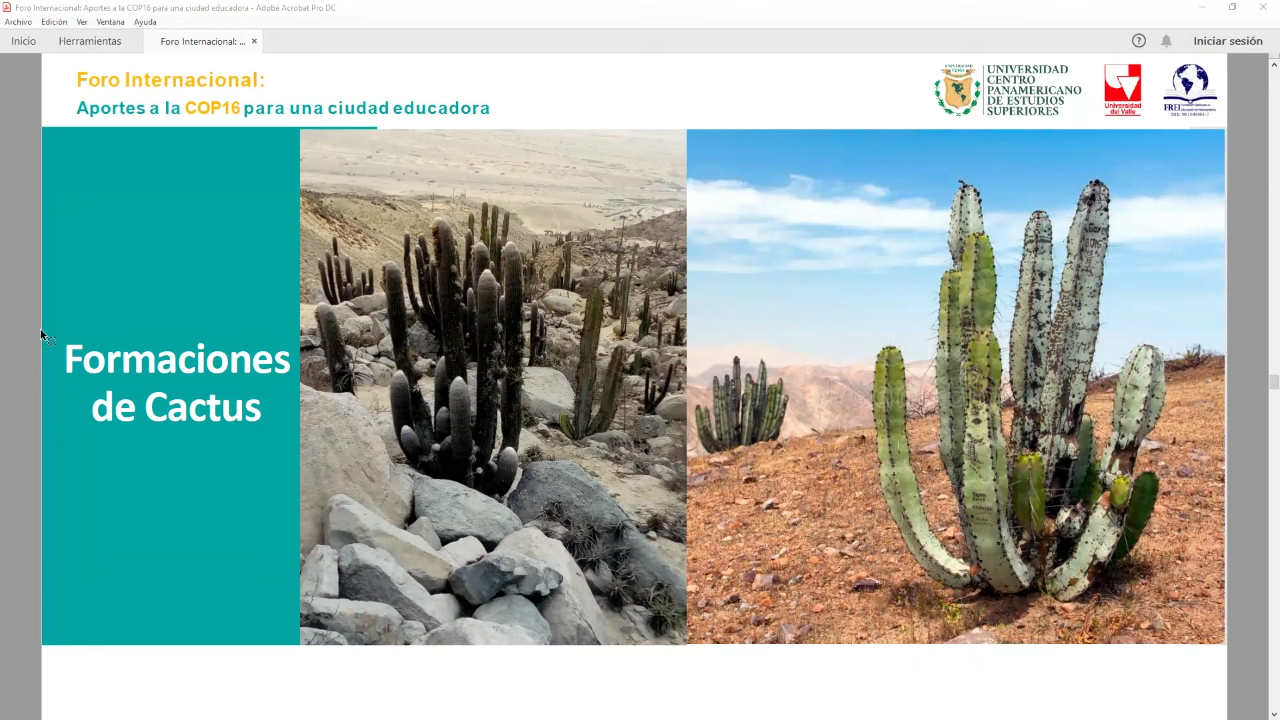 Foro Internacional: Aportes a la COP16 para una ciudad educadora - Adobe Acrobat Pro DC
Archivo Edición Ver Ventana Ayuda
Inicio Herramientas Foro Internacional: ... × Iniciar sesión
Foro Internacional:
Aportes a la COP16 para una ciudad educadora
UNIVERSIDAD
CENTRO
PANAMERICANO
DE ESTUDIOS
SUPERIORES
Universidad
del Valle
FREI
Formaciones
de Cactus